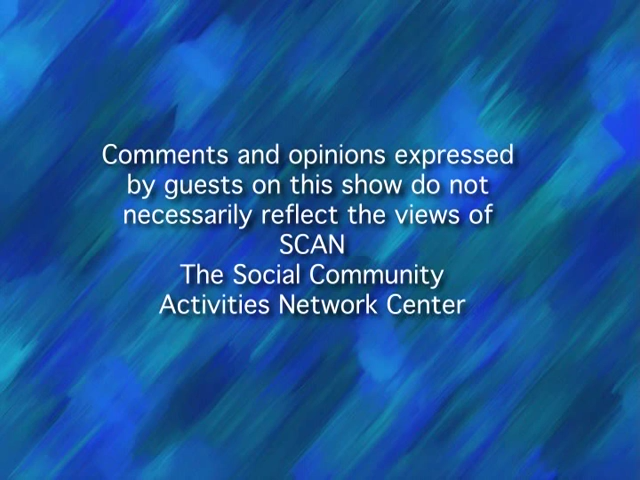 Comments and opinions expressed
by guests on this show do not
necessarily reflect the views of
SCAN
The Social Community
Activities Network Center